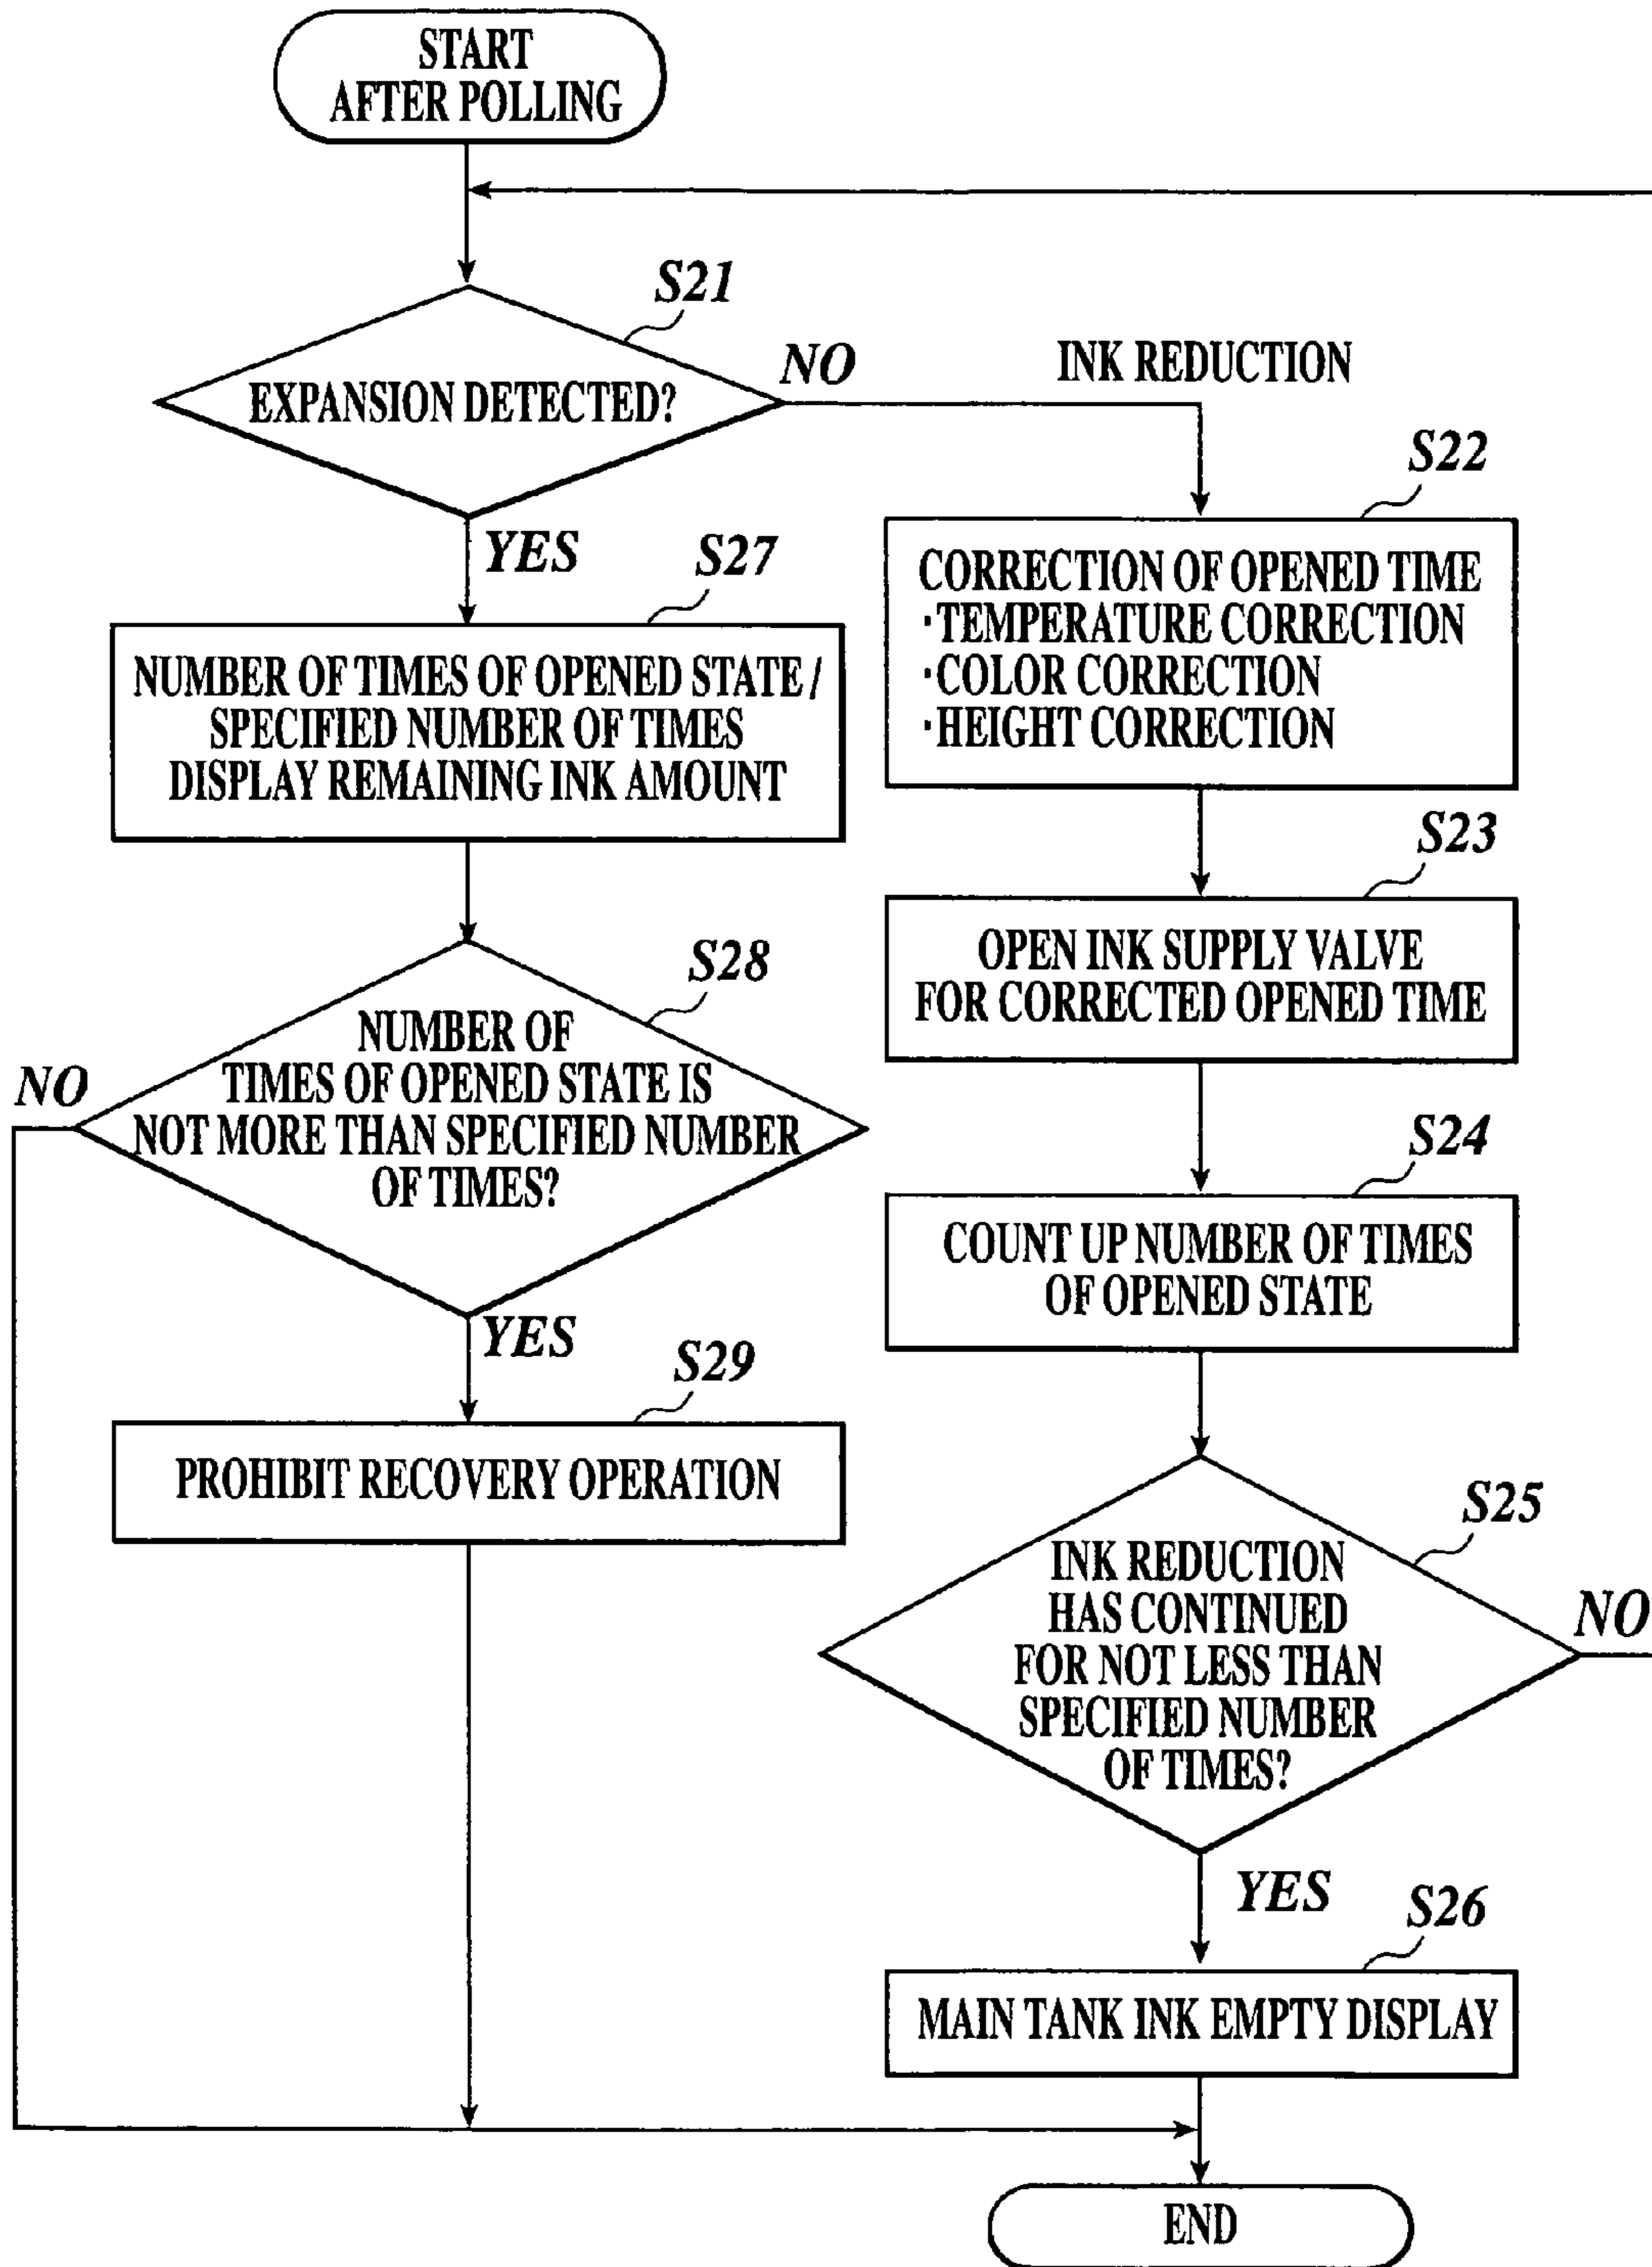 START
AFTER POLLING
S21
EXPANSION DETECTED?
NO
INK REDUCTION
YES
S22
CORRECTION OF OPENED TIME
·TEMPERATURE CORRECTION
·COLOR CORRECTION
·HEIGHT CORRECTION
S27
NUMBER OF TIMES OF OPENED STATE /
SPECIFIED NUMBER OF TIMES
DISPLAY REMAINING INK AMOUNT
S23
OPEN INK SUPPLY VALVE
FOR CORRECTED OPENED TIME
S28
NUMBER OF
TIMES OF OPENED STATE IS
NOT MORE THAN SPECIFIED NUMBER
OF TIMES?
NO
YES
S24
COUNT UP NUMBER OF TIMES
OF OPENED STATE
S29
PROHIBIT RECOVERY OPERATION
S25
INK REDUCTION
HAS CONTINUED
FOR NOT LESS THAN
SPECIFIED NUMBER
OF TIMES?
NO
YES
S26
MAIN TANK INK EMPTY DISPLAY
END